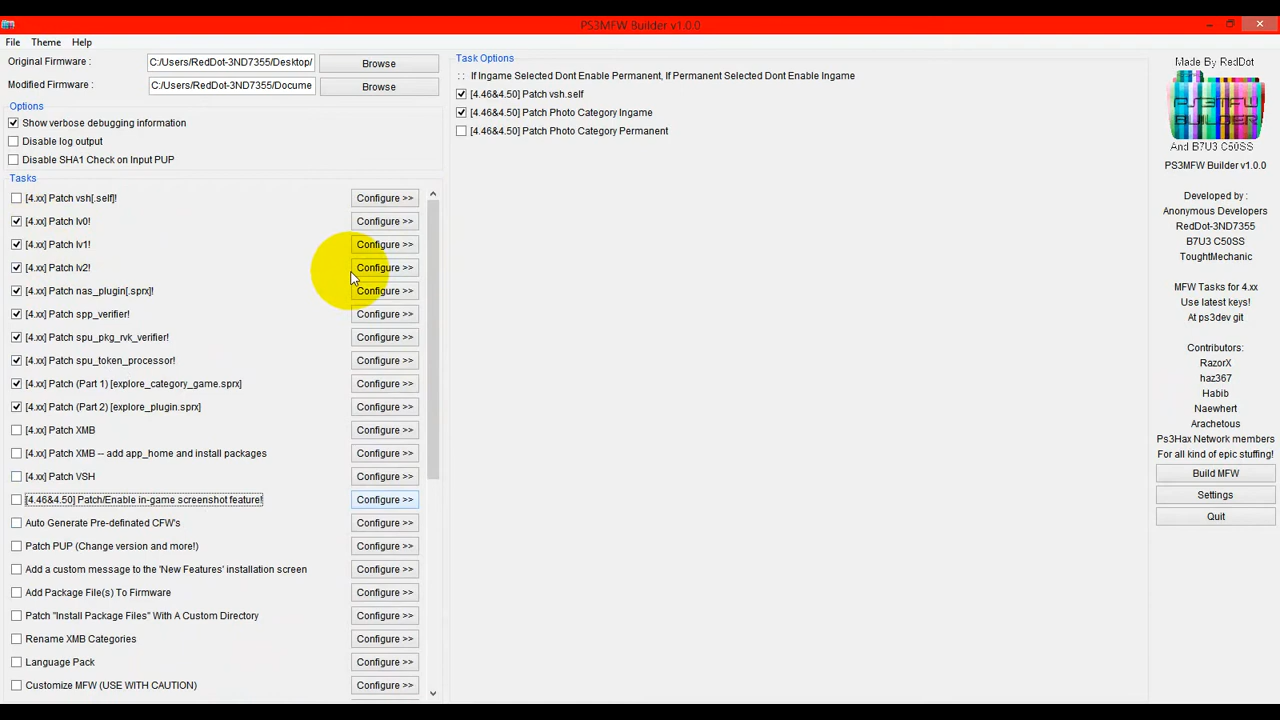 PS3MFW Builder v1.0.0
File Theme Help
Original Firmware : C:/Users/RedDot-3ND7355/Desktop/ Browse
Modified Firmware : C:/Users/RedDot-3ND7355/Docume Browse
Options
Show verbose debugging information
Disable log output
Disable SHA1 Check on Input PUP
Tasks
[4.xx] Patch vsh[.self]! Configure >>
[4.xx] Patch lv0! Configure >>
[4.xx] Patch lv1! Configure >>
[4.xx] Patch lv2! Configure >>
[4.xx] Patch nas_plugin[.sprx]! Configure >>
[4.xx] Patch spp_verifier! Configure >>
[4.xx] Patch spu_pkg_rvk_verifier! Configure >>
[4.xx] Patch spu_token_processor! Configure >>
[4.xx] Patch (Part 1) [explore_category_game.sprx] Configure >>
[4.xx] Patch (Part 2) [explore_plugin.sprx] Configure >>
[4.xx] Patch XMB Configure >>
[4.xx] Patch XMB -- add app_home and install packages Configure >>
[4.xx] Patch VSH Configure >>
[4.46&4.50] Patch/Enable in-game screenshot feature! Configure >>
Auto Generate Pre-definated CFW's Configure >>
Patch PUP (Change version and more!) Configure >>
Add a custom message to the 'New Features' installation screen Configure >>
Add Package File(s) To Firmware Configure >>
Patch "Install Package Files" With A Custom Directory Configure >>
Rename XMB Categories Configure >>
Language Pack Configure >>
Customize MFW (USE WITH CAUTION) Configure >>
Task Options
: : If Ingame Selected Dont Enable Permanent, If Permanent Selected Dont Enable Ingame
[4.46&4.50] Patch vsh.self
[4.46&4.50] Patch Photo Category Ingame
[4.46&4.50] Patch Photo Category Permanent
Made By RedDot
PS3MFW
BUILDER
And B7U3 C50SS
PS3MFW Builder v1.0.0
Developed by :
Anonymous Developers
RedDot-3ND7355
B7U3 C50SS
ToughtMechanic
MFW Tasks for 4.xx
Use latest keys!
At ps3dev git
Contributors:
RazorX
haz367
Habib
Naewhert
Arachetous
Ps3Hax Network members
For all kind of epic stuffing!
Build MFW
Settings
Quit